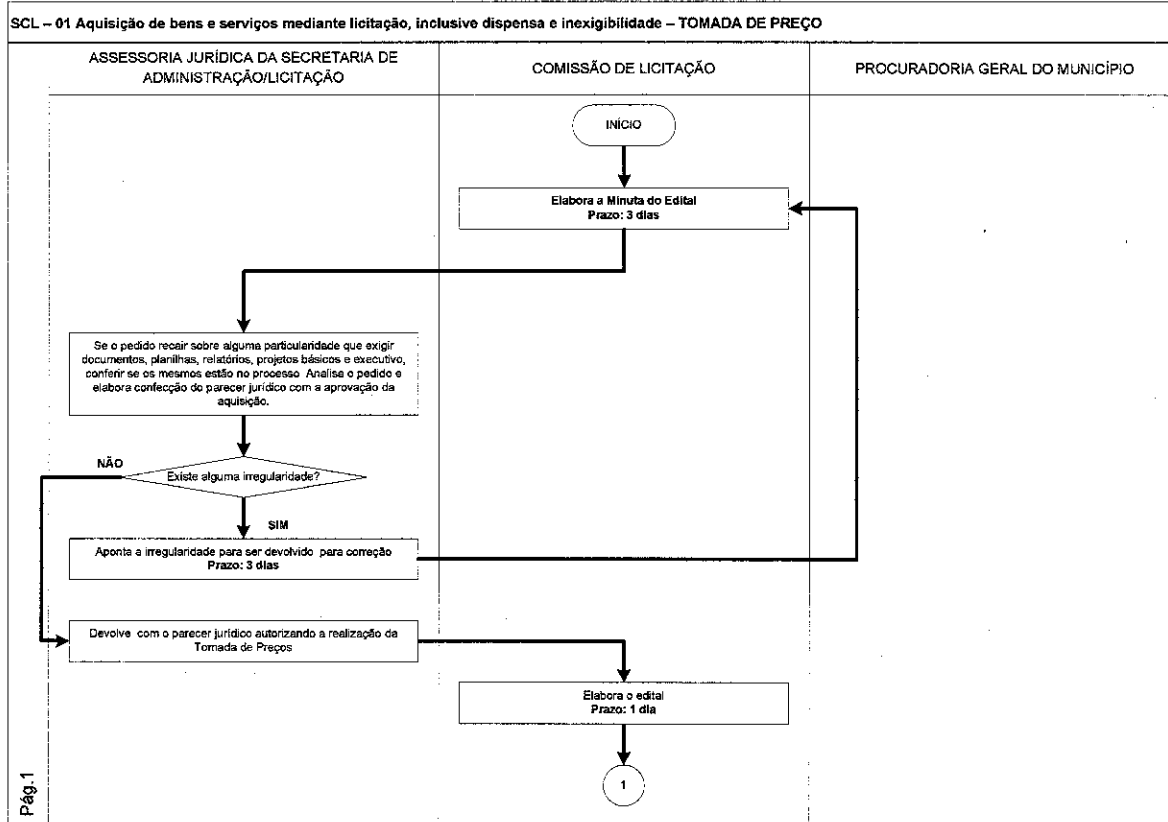 SCL – 01 Aquisição de bens e serviços mediante licitação, inclusive dispensa e inexigibilidade – TOMADA DE PREÇO
ASSESSORIA JURÍDICA DA SECRETARIA DE
ADMINISTRAÇÃO/LICITAÇÃO
COMISSÃO DE LICITAÇÃO
PROCURADORIA GERAL DO MUNICÍPIO
INÍCIO
Elabora a Minuta do Edital
Prazo: 3 dias
Se o pedido recair sobre alguma particularidade que exigir
documentos, planilhas, relatórios, projetos básicos e executivo,
conferir se os mesmos estão no processo. Analisa o pedido e
elabora confecção do parecer jurídico com a aprovação da
aquisição.
NÃO
Existe alguma irregularidade?
SIM
Aponta a irregularidade para ser devolvido para correção
Prazo: 3 dias
Devolve com o parecer jurídico autorizando a realização da
Tomada de Preços
Elabora o edital
Prazo: 1 dia
1
Pág.1